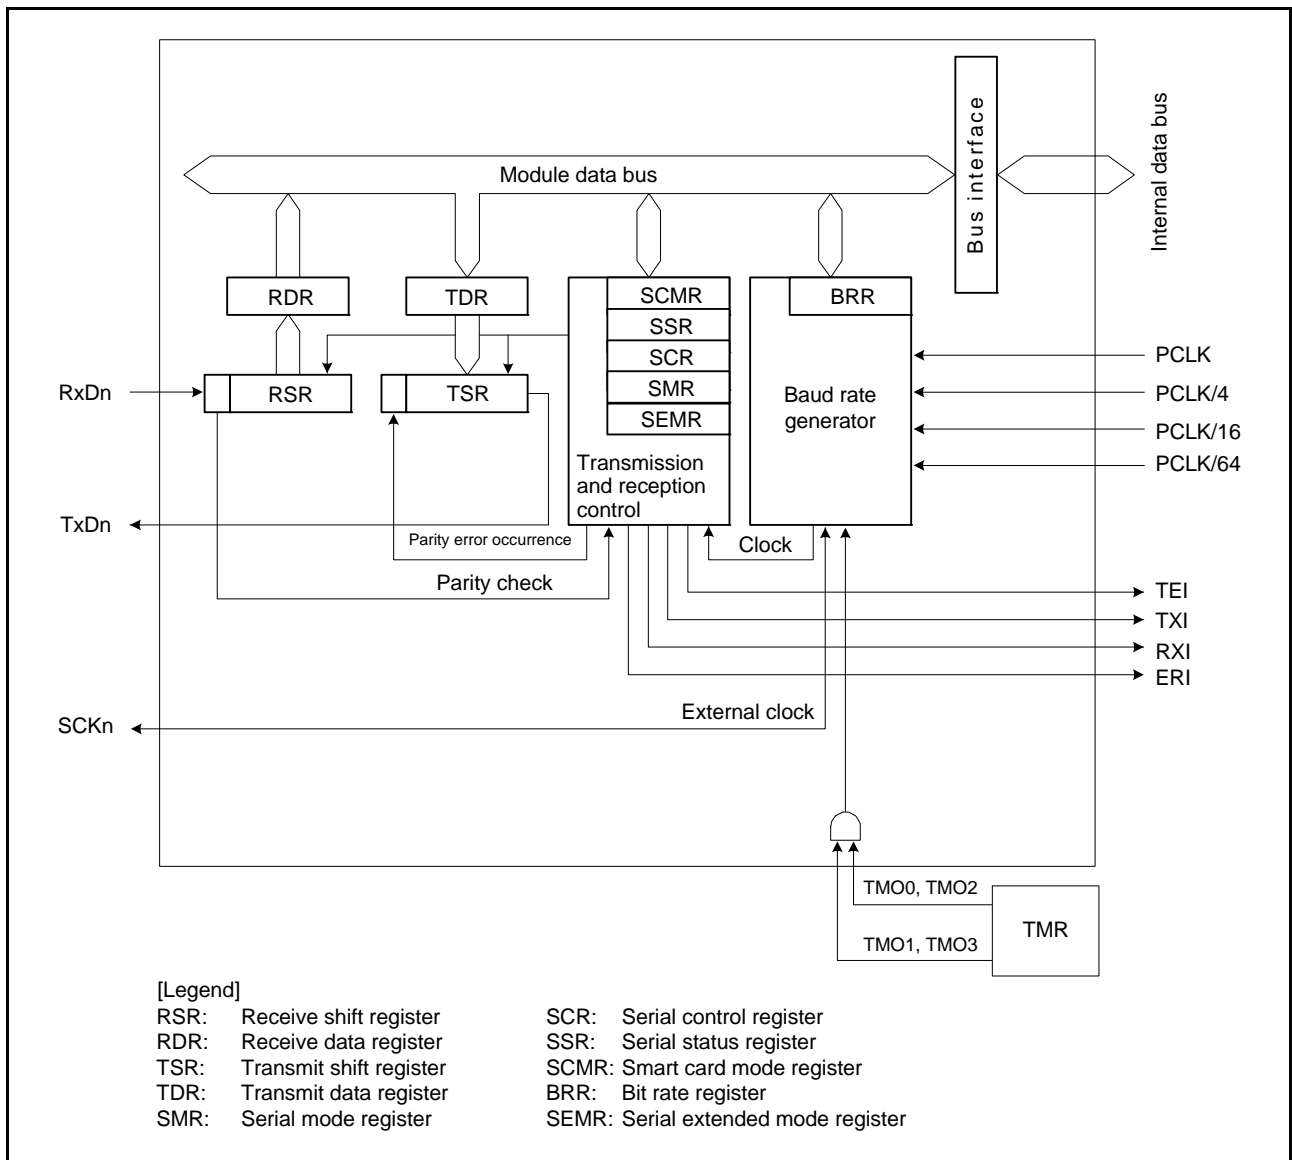 Module data bus
Bus interface
Internal data bus
RDR
TDR
SCMR
SSR
SCR
SMR
SEMR
BRR
RSR
TSR
Baud rate
generator
Transmission
and reception
control
RxDn
TxDn
SCKn
PCLK
PCLK/4
PCLK/16
PCLK/64
Parity error occurrence
Clock
Parity check
TEI
TXI
RXI
ERI
External clock
TMO0, TMO2
TMO1, TMO3
TMR
[Legend]
RSR: Receive shift register
RDR: Receive data register
TSR: Transmit shift register
TDR: Transmit data register
SMR: Serial mode register
SCR: Serial control register
SSR: Serial status register
SCMR: Smart card mode register
BRR: Bit rate register
SEMR: Serial extended mode register